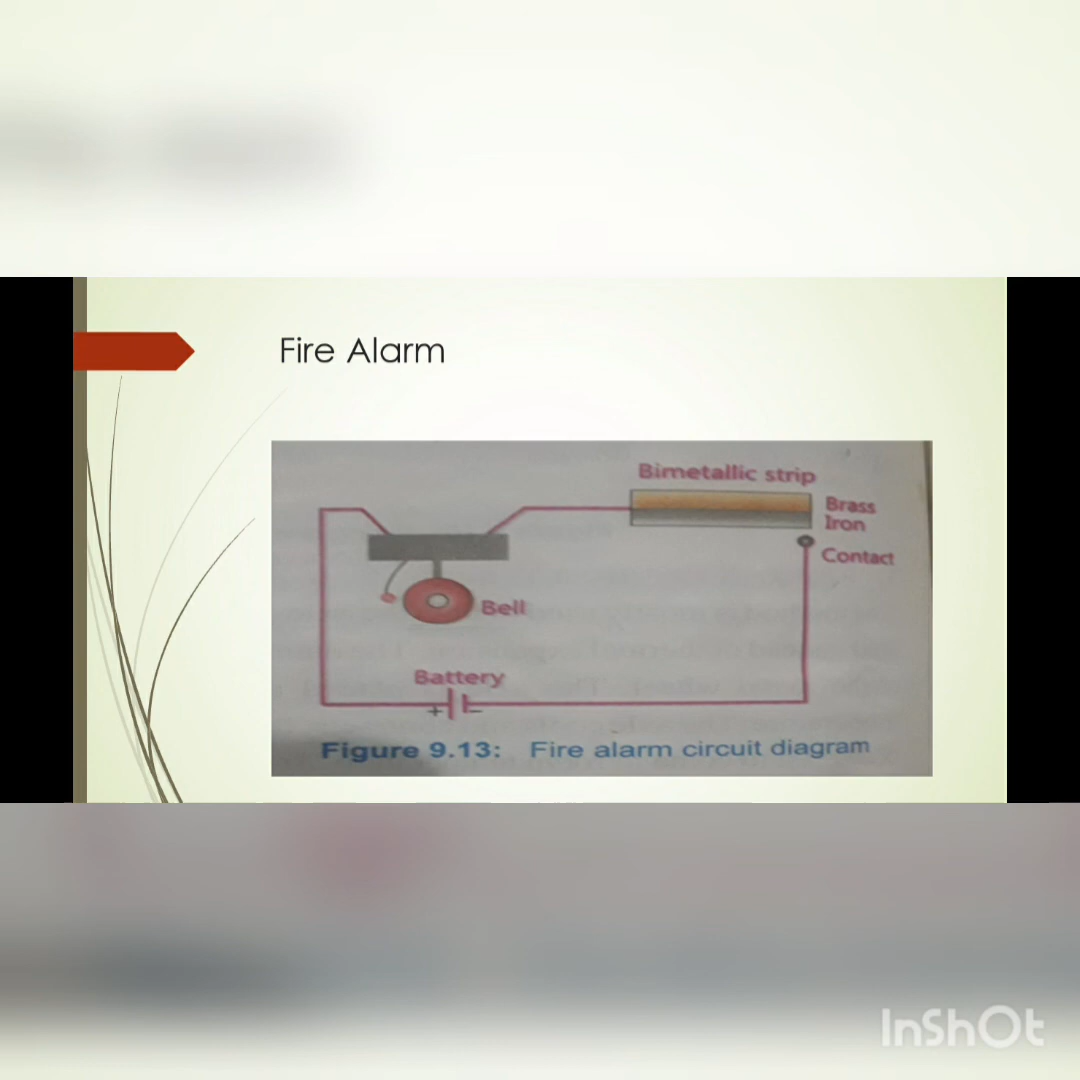 Fire Alarm
Bimetallic strip
Brass
Iron
Contact
Bell
Battery
+ -
Figure 9.13: Fire alarm circuit diagram
InShOt